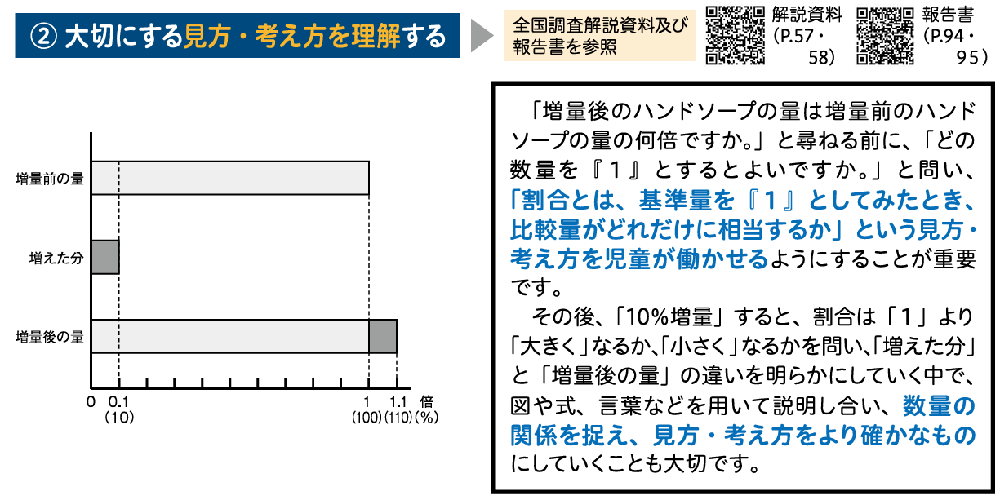 ② 大切にする見方・考え方を理解する
全国調査解説資料及び
報告書を参照
解説資料
(P.57・
58)
報告書
(P.94・
95)
増量前の量
増えた分
増量後の量
0 0.1 1 1.1 倍
(10) (100)(110)(%)
「増量後のハンドソープの量は増量前のハンド
ソープの量の何倍ですか。」と尋ねる前に、「どの
数量を『1』とするとよいですか。」と問い、
「割合とは、基準量を『1』としてみたとき、
比較量がどれだけに相当するか」という見方・
考え方を児童が働かせるようにすることが重要
です。
その後、「10%増量」すると、割合は「1」より
「大きく」なるか、「小さく」なるかを問い、「増えた分」
と「増量後の量」の違いを明らかにしていく中で、
図や式、言葉などを用いて説明し合い、数量の
関係を捉え、見方・考え方をより確かなもの
にしていくことも大切です。